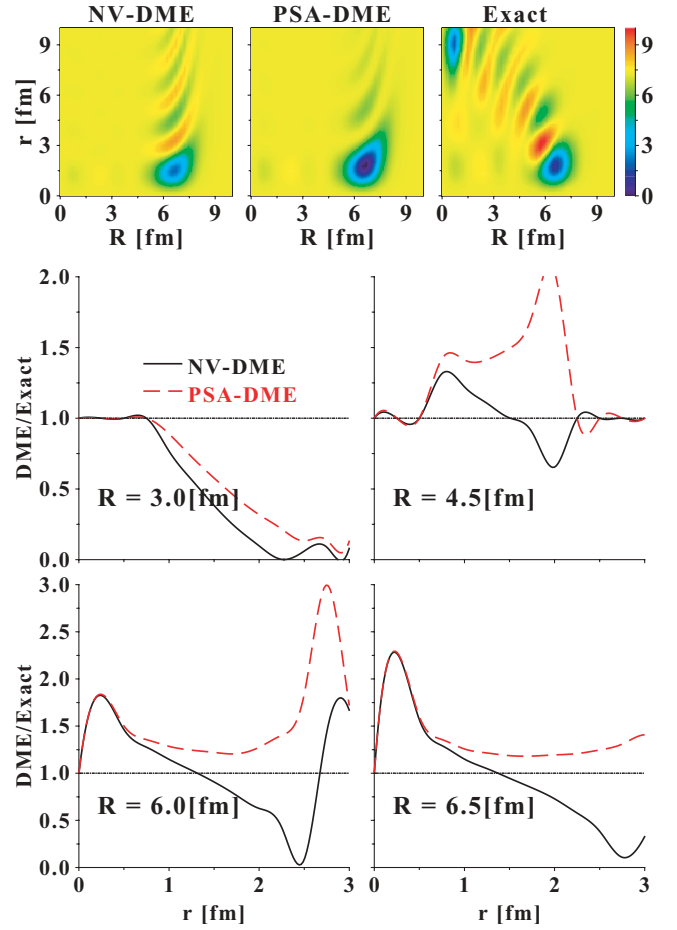 NV-DME PSA-DME Exact
r [fm]
9
6
3
0
0 3 6 9
0 3 6 9
0 3 6 9
R [fm] R [fm] R [fm]
9
6
3
0
DME/Exact
2.0
1.5
1.0
0.5
0.0
NV-DME
PSA-DME
R = 3.0[fm]
R = 4.5[fm]
DME/Exact
3.0
2.5
2.0
1.5
1.0
0.5
0.0
R = 6.0[fm]
R = 6.5[fm]
0 1 2 3
0 1 2 3
r [fm] r [fm]